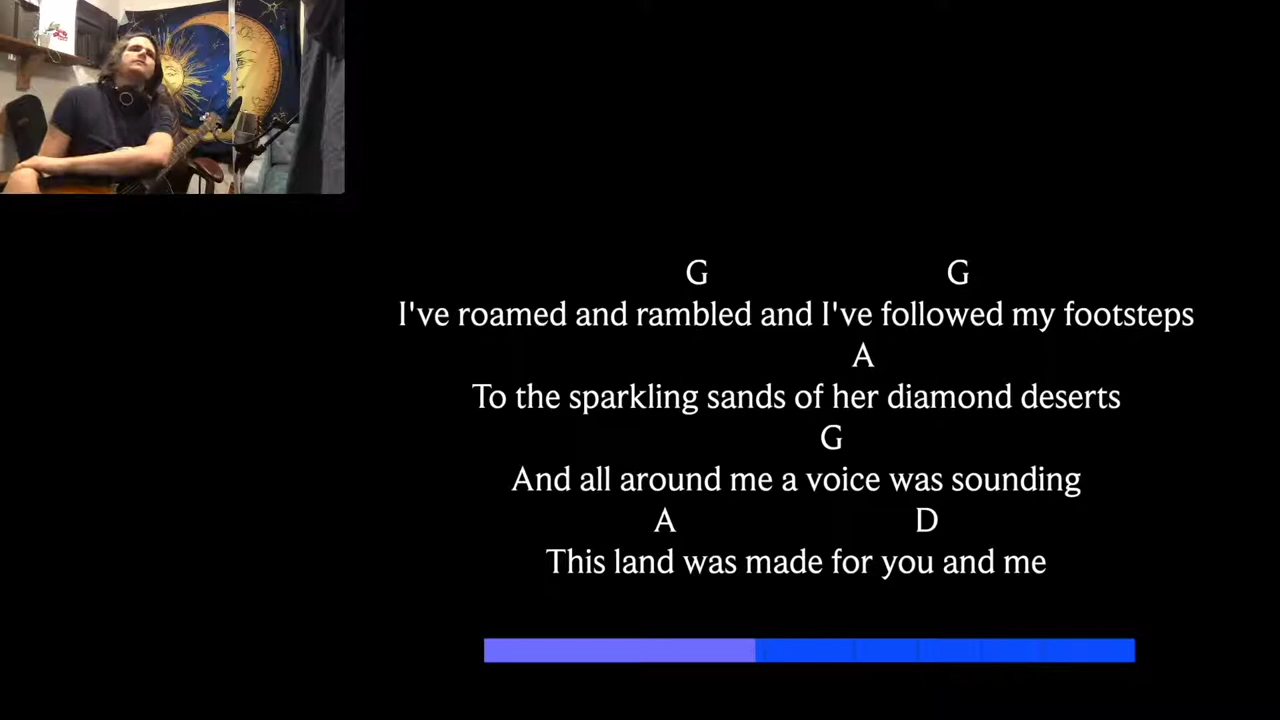 G G
I've roamed and rambled and I've followed my footsteps
A
To the sparkling sands of her diamond deserts
G
And all around me a voice was sounding
A D
This land was made for you and me